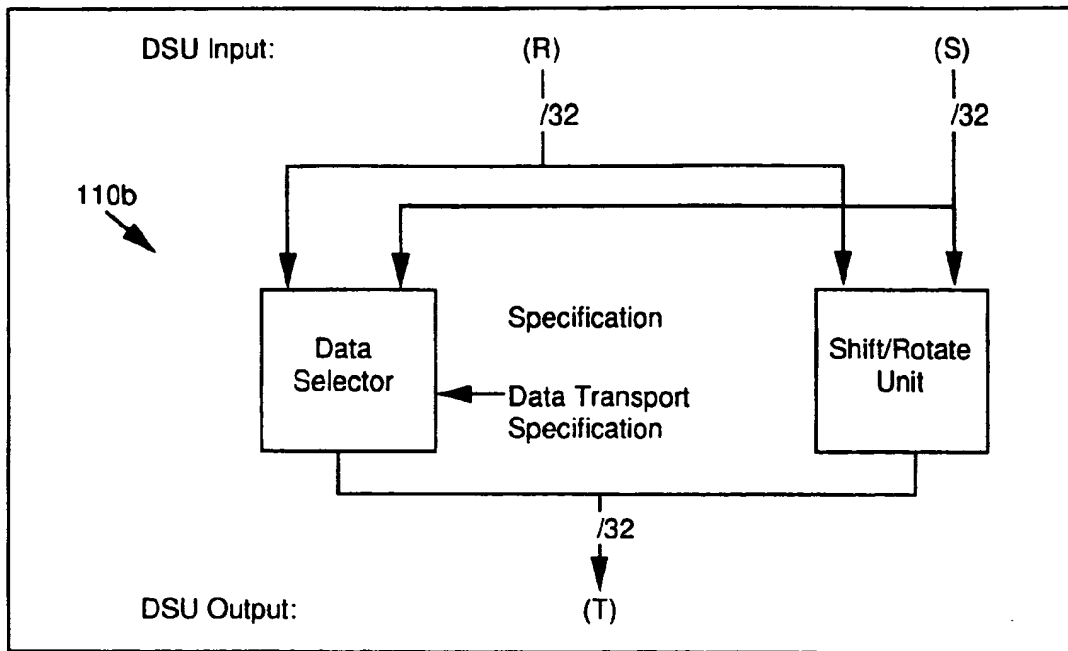 DSU Input: (R) (S)
/32 /32
110b
Specification
Data
Selector
Shift/Rotate
Unit
Data Transport
Specification
/32
DSU Output: (T)